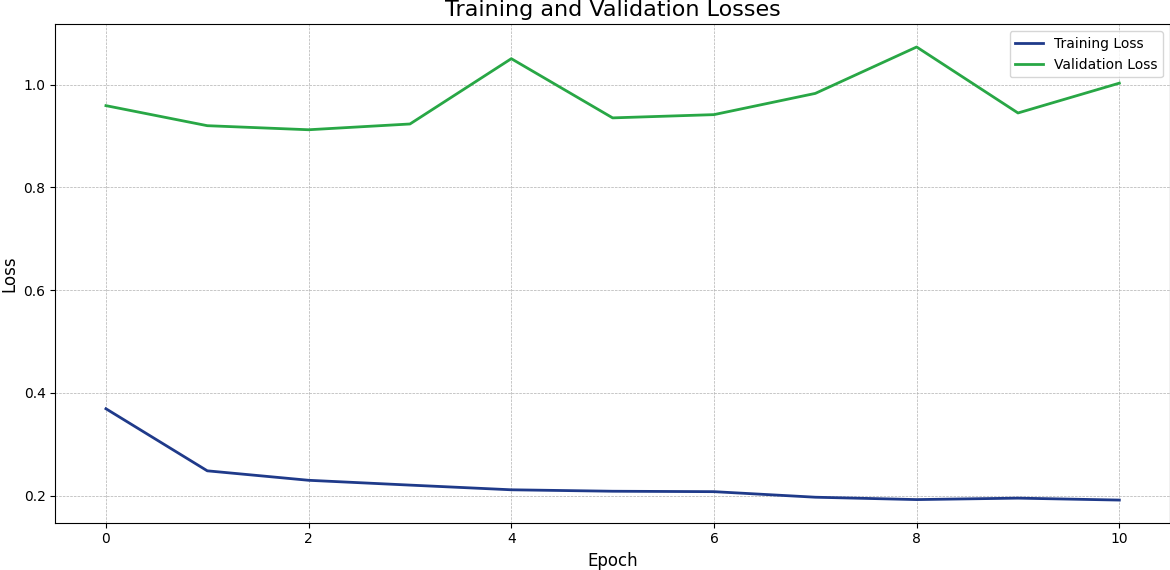 Training and Validation Losses
Training Loss
Validation Loss
1.0
0.8
0.6
0.4
0.2
Loss
0 2 4 6 8 10
Epoch